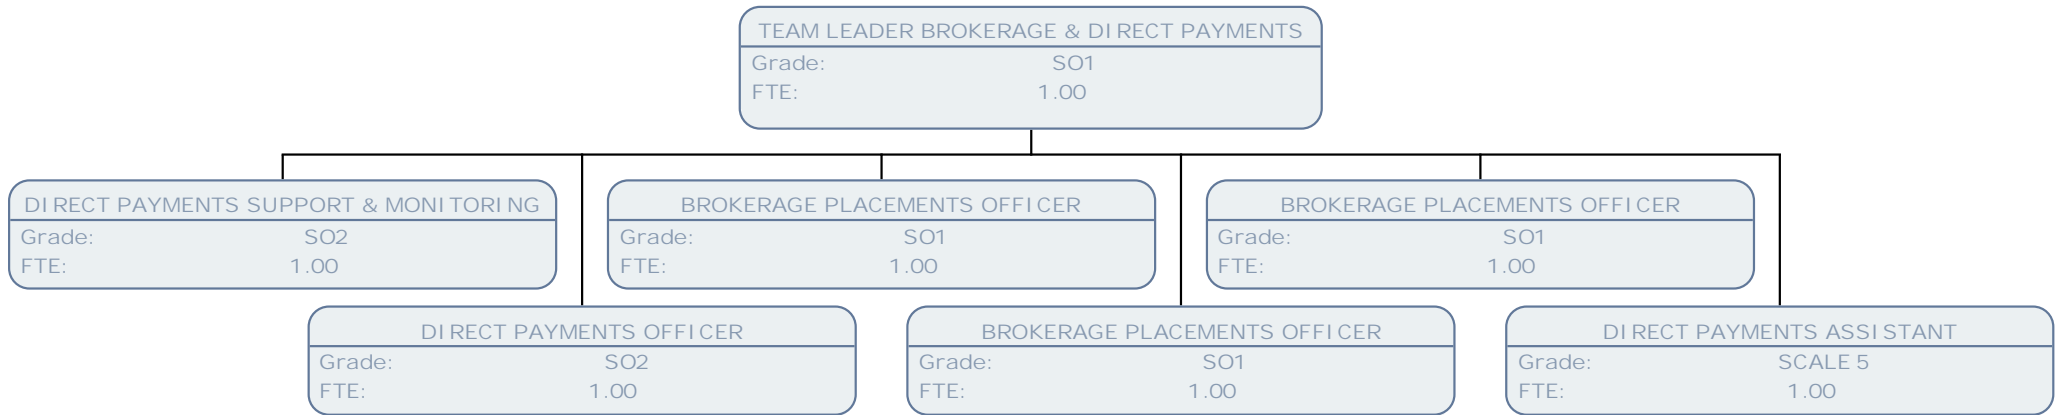 TEAM LEADER BROKERAGE & DIRECT PAYMENTS
Grade: SO1
FTE: 1.00
DIRECT PAYMENTS SUPPORT & MONITORING
Grade: SO2
FTE: 1.00
BROKERAGE PLACEMENTS OFFICER
Grade: SO1
FTE: 1.00
BROKERAGE PLACEMENTS OFFICER
Grade: SO1
FTE: 1.00
DIRECT PAYMENTS OFFICER
Grade: SO2
FTE: 1.00
BROKERAGE PLACEMENTS OFFICER
Grade: SO1
FTE: 1.00
DIRECT PAYMENTS ASSISTANT
Grade: SCALE 5
FTE: 1.00